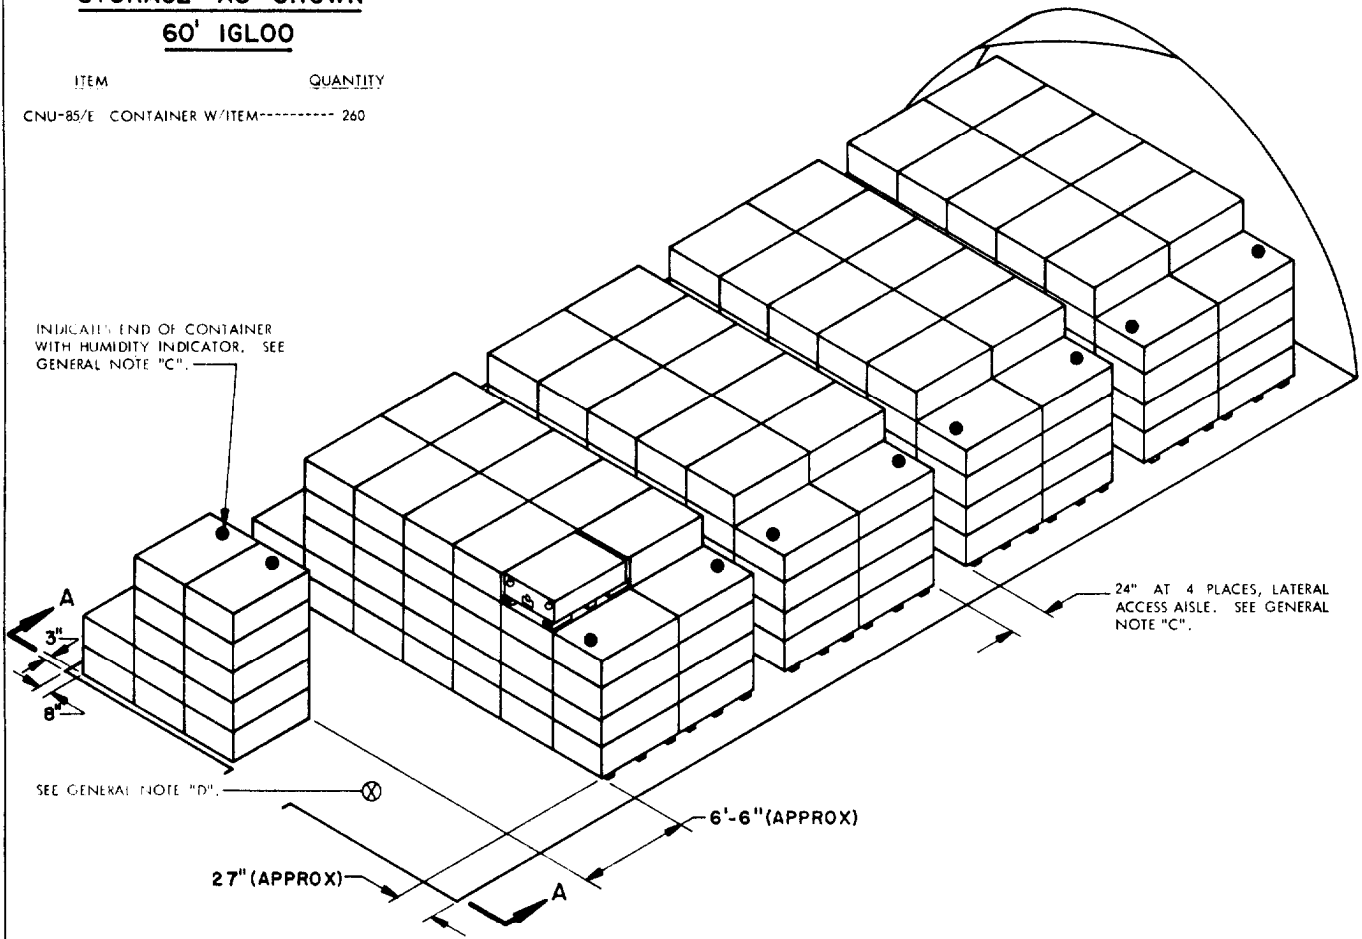 60' IGLOO
ITEM QUANTITY
CNU-85/E CONTAINER W/ITEM---------- 260
END OF CONTAINER
WITH HUMIDITY INDICATOR. SEE
GENERAL NOTE "C".
A
3"
8"
SEE GENERAL NOTE "D".
24" AT 4 PLACES, LATERAL
ACCESS AISLE. SEE GENERAL
NOTE "C".
6'-6"(APPROX)
27"(APPROX)
A